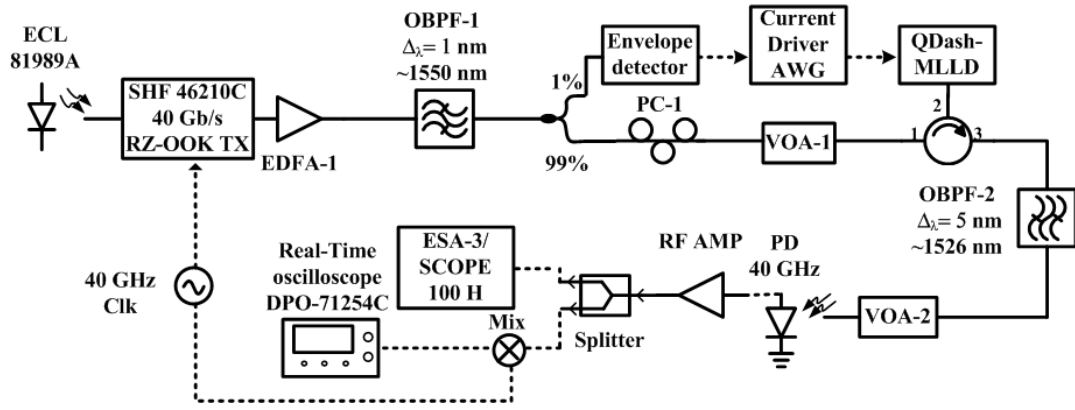 ECL
81989A
SHF 46210C
40 Gb/s
RZ-OOK TX
EDFA-1
OBPF-1
Δλ= 1 nm
~1550 nm
1%
99%
Envelope
detector
Current
Driver
AWG
QDash-
MLLD
PC-1
VOA-1
1
2
3
OBPF-2
Δλ= 5 nm
~1526 nm
VOA-2
PD
40 GHz
RF AMP
Splitter
ESA-3/
SCOPE
100 H
Real-Time
oscilloscope
DPO-71254C
Mix
40 GHz
Clk